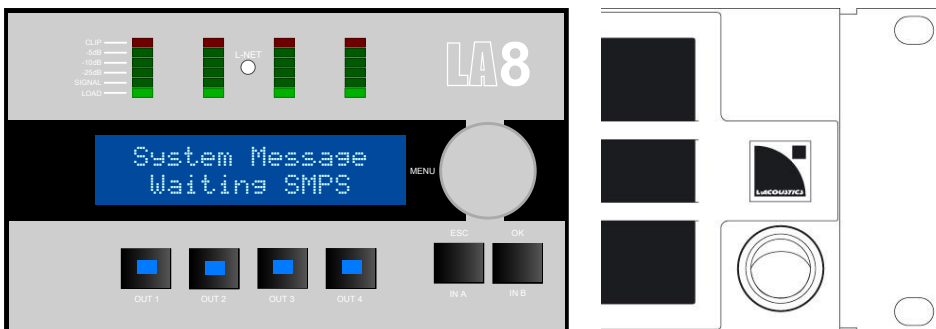 CLIP
-5dB
-10dB
-25dB
SIGNAL
LOAD
L-NET
LA8
System Message
Waiting SMPS
MENU
ESC OK
OUT 1 OUT 2 OUT 3 OUT 4
IN A IN B
L-ACOUSTICS